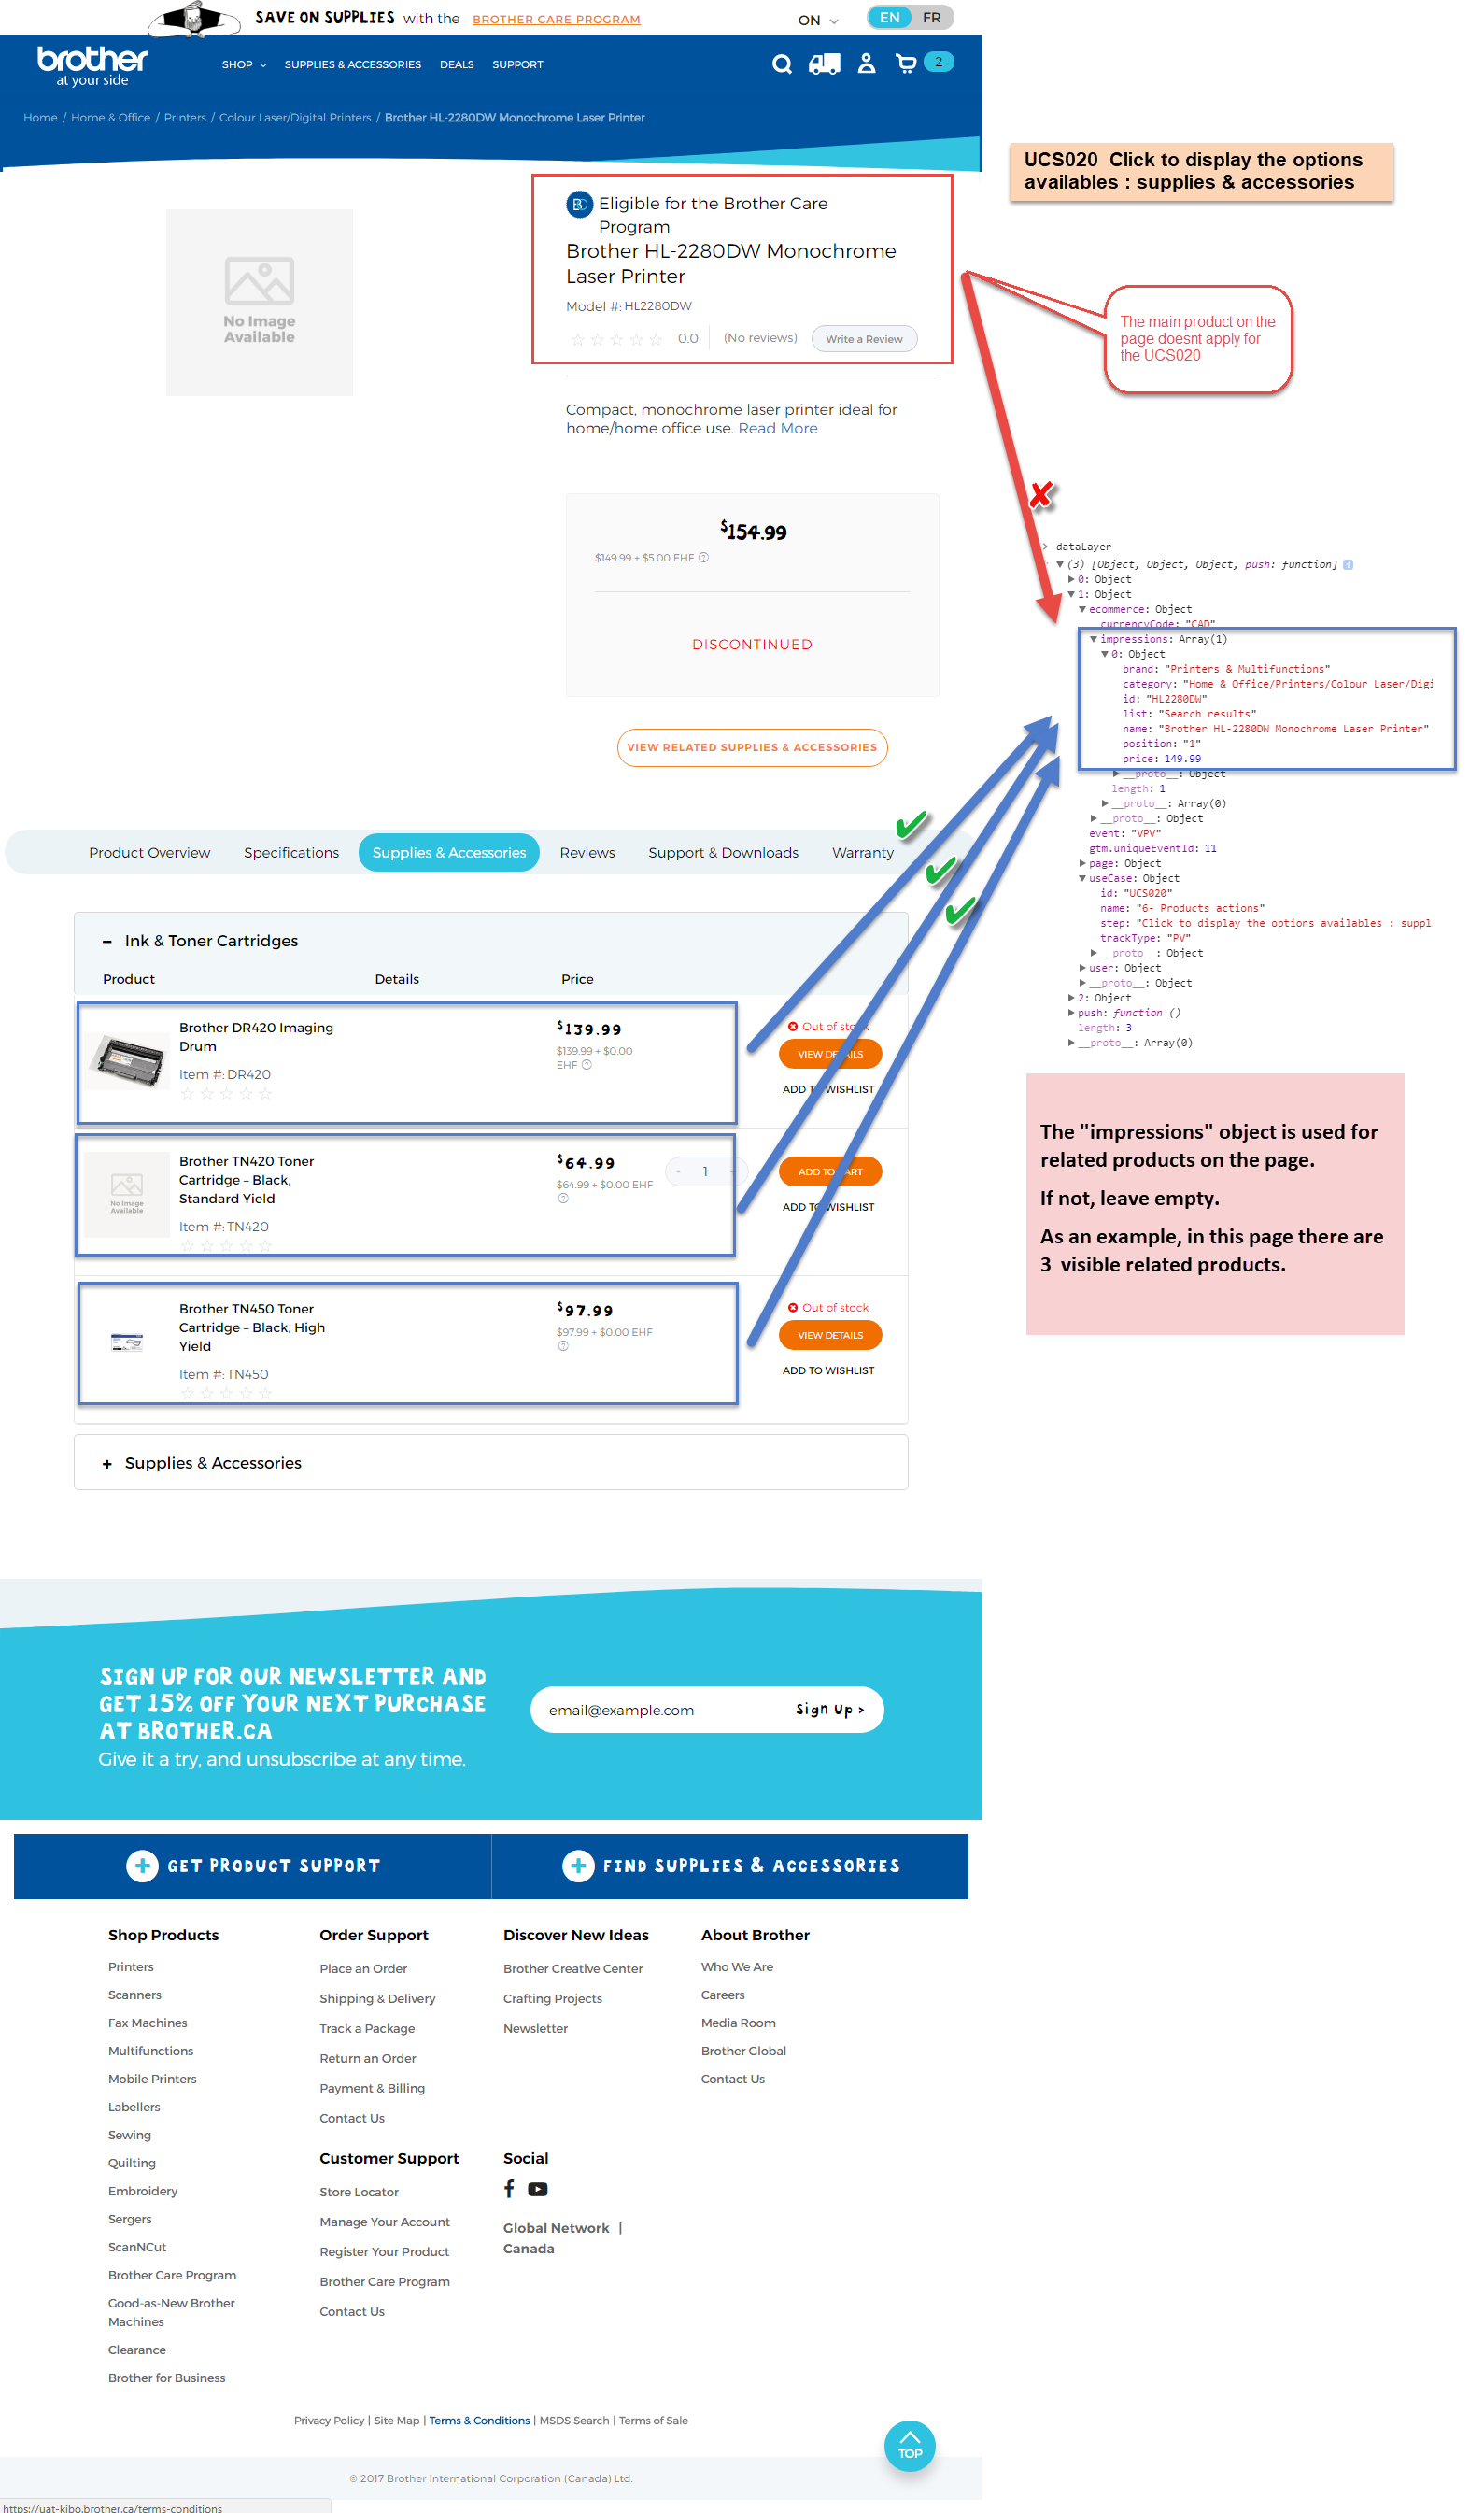 SAVE ON SUPPLIES with the BROTHER CARE PROGRAM
ON
EN FR
brother
at your side
SHOP SUPPLIES & ACCESSORIES DEALS SUPPORT
2
Home / Home & Office / Printers / Colour Laser/Digital Printers / Brother HL-2280DW Monochrome Laser Printer
UCS020 Click to display the options
availables : supplies & accessories
No Image
Available
BC Eligible for the Brother Care
Program
Brother HL-2280DW Monochrome
Laser Printer
Model #: HL2280DW
0.0 (No reviews) Write a Review
The main product on the
page doesnt apply for
the UCS020
Compact, monochrome laser printer ideal for
home/home office use. Read More
$154.99
$149.99 + $5.00 EHF ?
DISCONTINUED
VIEW RELATED SUPPLIES & ACCESSORIES
> dataLayer
▼ (3) [Object, Object, Object, push: function] i
▶ 0: Object
▼ 1: Object
▼ ecommerce: Object
currencyCode: "CAD"
▼ impressions: Array(1)
▼ 0: Object
brand: "Printers & Multifunctions"
category: "Home & Office/Printers/Colour Laser/Digi
id: "HL2280DW"
list: "Search results"
name: "Brother HL-2280DW Monochrome Laser Printer"
position: "1"
price: 149.99
▶ __proto__: Object
length: 1
▶ __proto__: Array(0)
▶ __proto__: Object
event: "VPV"
gtm.uniqueEventId: 11
▶ page: Object
▼ useCase: Object
id: "UCS020"
name: "6- Products actions"
step: "Click to display the options availables : suppl
trackType: "PV"
▶ __proto__: Object
▶ user: Object
▶ __proto__: Object
▶ 2: Object
▶ push: function ()
length: 3
▶ __proto__: Array(0)
Product Overview Specifications Supplies & Accessories Reviews Support & Downloads Warranty
– Ink & Toner Cartridges
Product Details Price
Brother DR420 Imaging
Drum
Item #: DR420
$139.99
$139.99 + $0.00
EHF ?
Out of stock
VIEW DETAILS
ADD TO WISHLIST
No Image
Available
Brother TN420 Toner
Cartridge – Black,
Standard Yield
Item #: TN420
$64.99
$64.99 + $0.00 EHF
?
- 1
ADD TO CART
ADD TO WISHLIST
Brother TN450 Toner
Cartridge – Black, High
Yield
Item #: TN450
$97.99
$97.99 + $0.00 EHF
?
Out of stock
VIEW DETAILS
ADD TO WISHLIST
+ Supplies & Accessories
The "impressions" object is used for
related products on the page.
If not, leave empty.
As an example, in this page there are
3 visible related products.
SIGN UP FOR OUR NEWSLETTER AND
GET 15% OFF YOUR NEXT PURCHASE
AT BROTHER.CA
Give it a try, and unsubscribe at any time.
email@example.com Sign Up >
GET PRODUCT SUPPORT
FIND SUPPLIES & ACCESSORIES
Shop Products
Printers
Scanners
Fax Machines
Multifunctions
Mobile Printers
Labellers
Sewing
Quilting
Embroidery
Sergers
ScanNCut
Brother Care Program
Good-as-New Brother
Machines
Clearance
Brother for Business
Order Support
Place an Order
Shipping & Delivery
Track a Package
Return an Order
Payment & Billing
Contact Us
Customer Support
Store Locator
Manage Your Account
Register Your Product
Brother Care Program
Contact Us
Discover New Ideas
Brother Creative Center
Crafting Projects
Newsletter
Social
Global Network |
Canada
About Brother
Who We Are
Careers
Media Room
Brother Global
Contact Us
Privacy Policy | Site Map | Terms & Conditions | MSDS Search | Terms of Sale
TOP
© 2017 Brother International Corporation (Canada) Ltd.
https://uat-kibo.brother.ca/terms-conditions